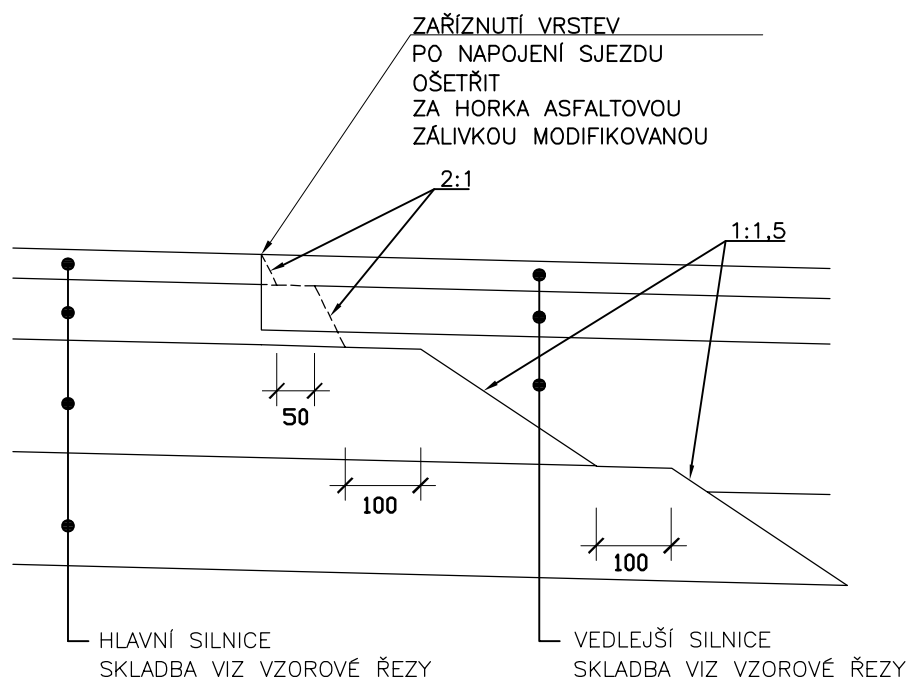 ZAŘÍZNUTÍ VRSTEV
PO NAPOJENÍ SJEZDU
OŠETŘIT
ZA HORKA ASFALTOVOU
ZÁLIVKOU MODIFIKOVANOU
2:1
1:1,5
50
100
100
HLAVNÍ SILNICE
SKLADBA VIZ VZOROVÉ ŘEZY
VEDLEJŠÍ SILNICE
SKLADBA VIZ VZOROVÉ ŘEZY